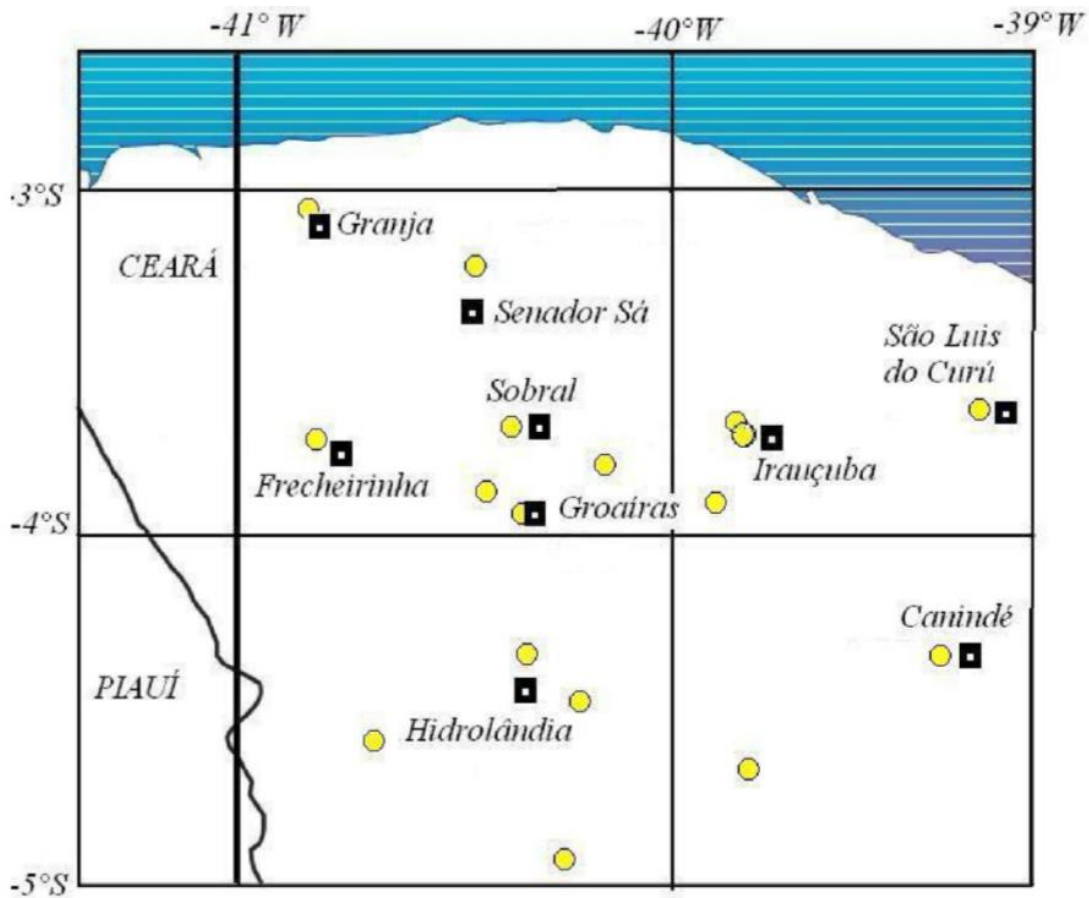 -41° W
-40°W
-39°W
-3°S
Granja
CEARÁ
Senador Sá
São Luis
do Curú
Sobral
Irauçuba
Frecheirinha
Groaíras
-4°S
Canindé
PIAUÍ
Hidrolândia
-5°S